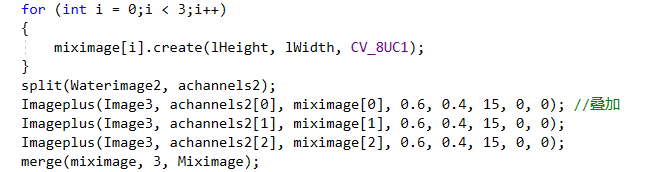 for (int i = 0;i < 3;i++)
{
    miximage[i].create(lHeight, lWidth, CV_8UC1);
}
split(Waterimage2, achannels2);
Imageplus(Image3, achannels2[0], miximage[0], 0.6, 0.4, 15, 0, 0); //叠加
Imageplus(Image3, achannels2[1], miximage[1], 0.6, 0.4, 15, 0, 0);
Imageplus(Image3, achannels2[2], miximage[2], 0.6, 0.4, 15, 0, 0);
merge(miximage, 3, Miximage);